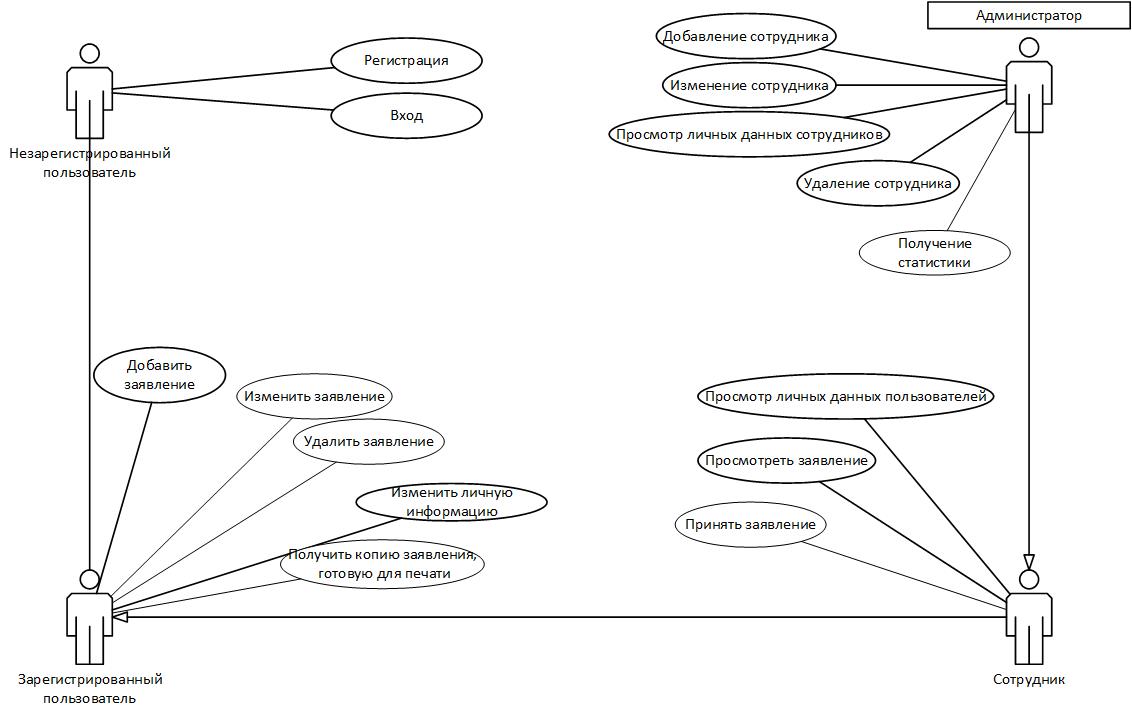 Администратор
Добавление сотрудника
Регистрация
Изменение сотрудника
Вход
Просмотр личных данных сотрудников
Незарегистрированный
пользователь
Удаление сотрудника
Получение
статистики
Добавить
заявление
Изменить заявление
Просмотр личных данных пользователей
Удалить заявление
Просмотреть заявление
Изменить личную
информацию
Принять заявление
Получить копию заявления,
готовую для печати
Зарегистрированный
пользователь
Сотрудник